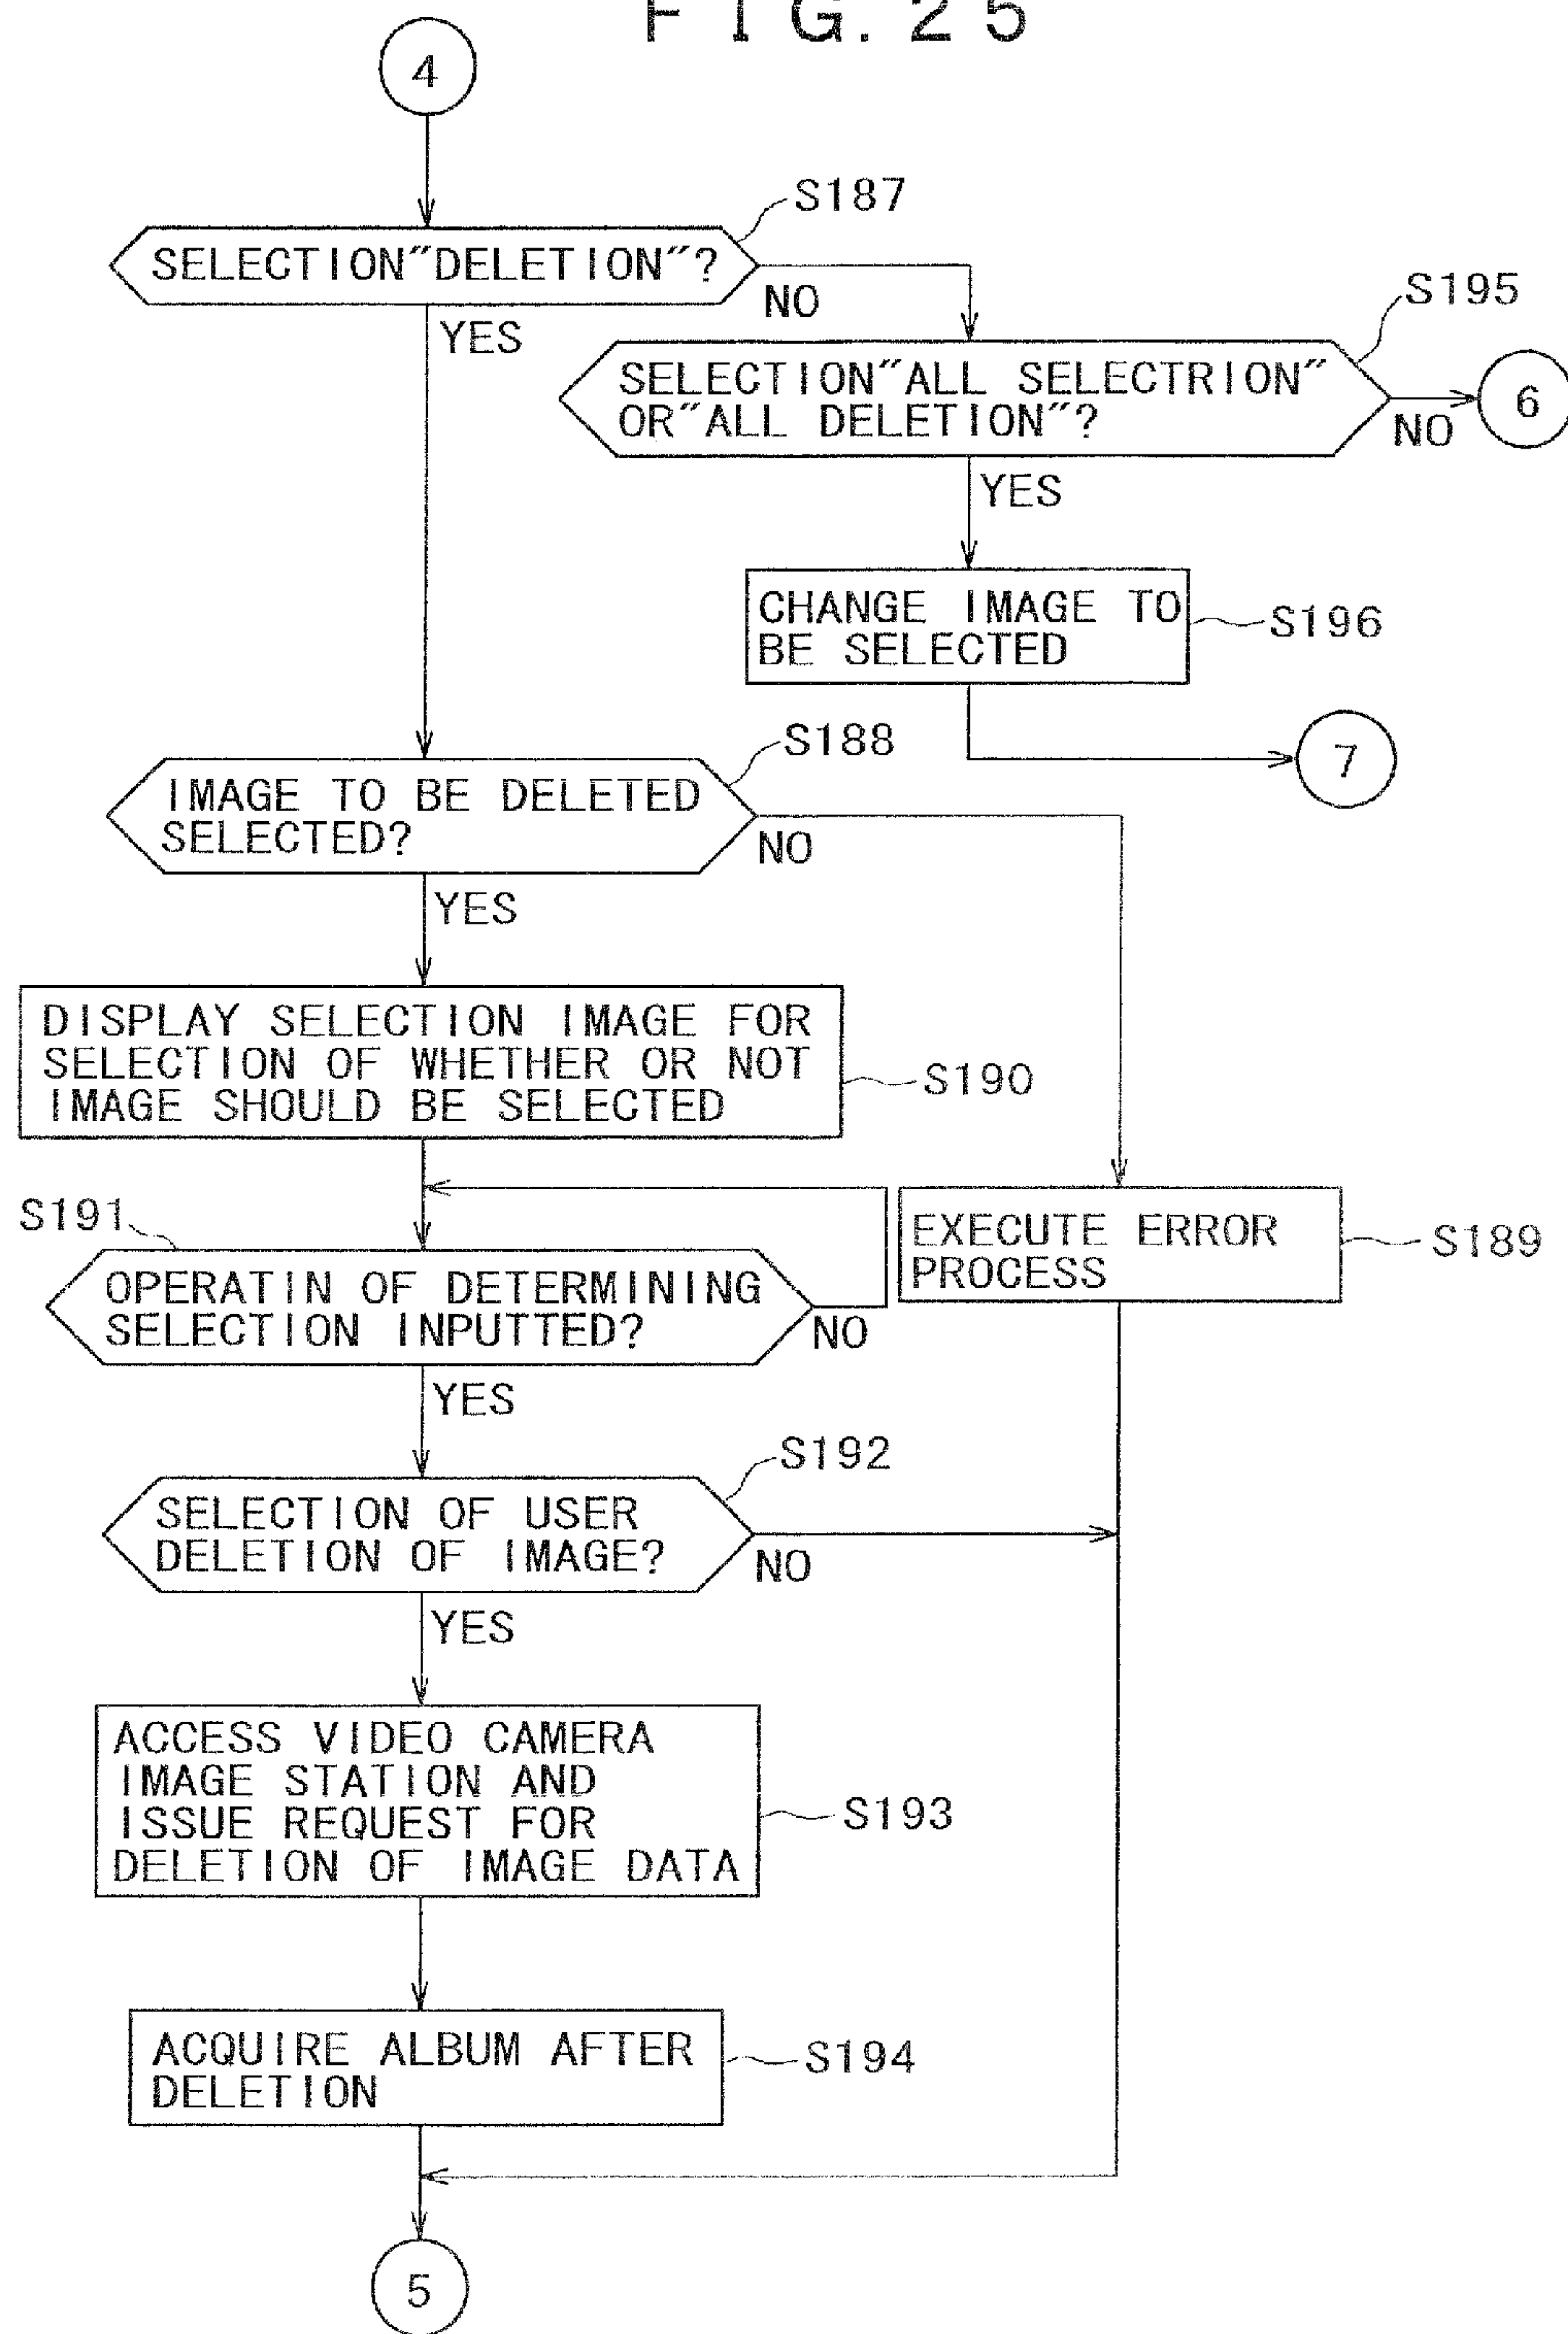 FIG. 25
4
S187
SELECTION"DELETION"?
NO
YES
S195
SELECTION"ALL SELECTRION"
OR"ALL DELETION"?
NO
6
YES
CHANGE IMAGE TO
BE SELECTED
S196
7
S188
IMAGE TO BE DELETED
SELECTED?
NO
YES
DISPLAY SELECTION IMAGE FOR
SELECTION OF WHETHER OR NOT
IMAGE SHOULD BE SELECTED
S190
S191
OPERATIN OF DETERMINING
SELECTION INPUTTED?
NO
YES
EXECUTE ERROR
PROCESS
S189
S192
SELECTION OF USER
DELETION OF IMAGE?
NO
YES
ACCESS VIDEO CAMERA
IMAGE STATION AND
ISSUE REQUEST FOR
DELETION OF IMAGE DATA
S193
ACQUIRE ALBUM AFTER
DELETION
S194
5